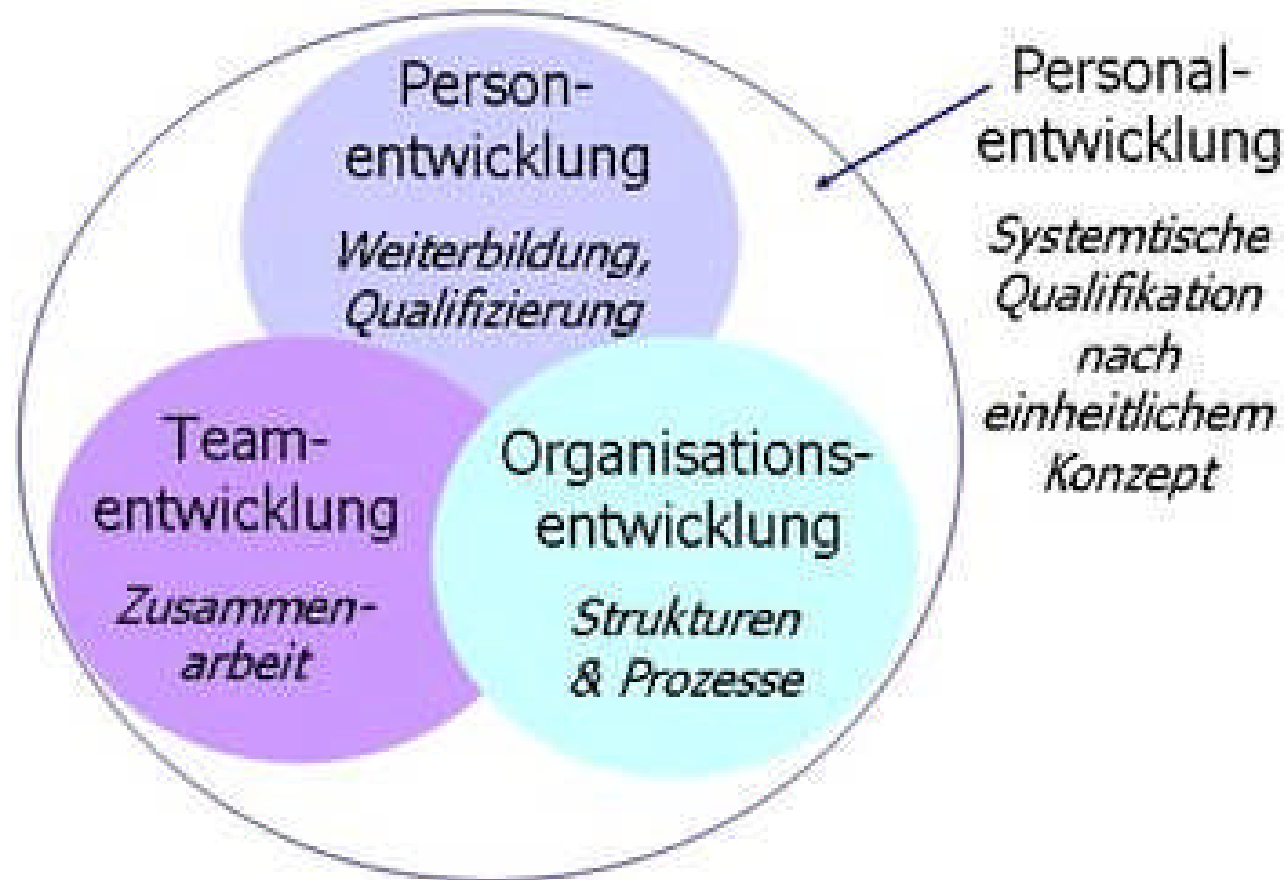 Person-
entwicklung
Weiterbildung,
Qualifizierung
Team-
entwicklung
Zusammen-
arbeit
Organisations-
entwicklung
Strukturen
& Prozesse
Personal-
entwicklung
Systemtische
Qualifikation
nach
einheitlichem
Konzept